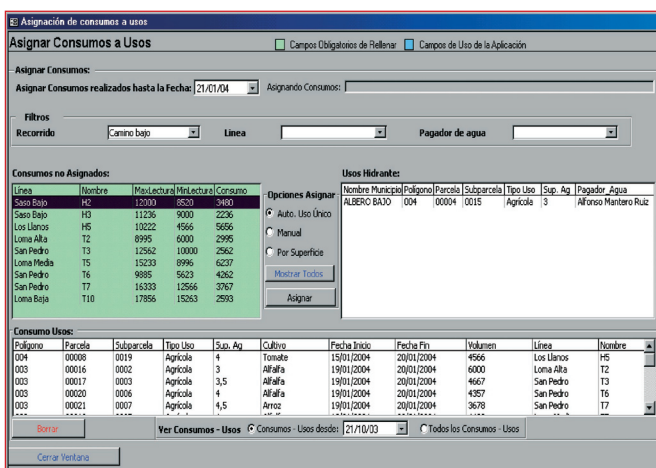 Asignación de consumos a usos
Asignar Consumos a Usos
Campos Obligatorios de Rellenar
Campos de Uso de la Aplicación
Asignar Consumos:
Asignar Consumos realizados hasta la Fecha: 21/01/04
Asignando Consumos:
Filtros
Recorrido Camino bajo Linea Pagador de agua
Consumos no Asignados:
Línea Nombre MaxLectura MinLectura Consumo
Saso Bajo H2 12000 8520 3480
Saso Bajo H3 11236 9000 2236
Los Llanos H5 10222 4566 5656
Loma Alta T2 8995 6000 2995
San Pedro T3 12562 10000 2562
Loma Media T5 15233 8996 6237
San Pedro T6 9885 5623 4262
San Pedro T7 16333 12566 3767
Loma Baja T10 17856 15263 2593
Opciones Asignar
Auto. Uso Único
Manual
Por Superficie
Mostrar Todos
Asignar
Usos Hidrante:
Nombre Municipio Polígono Parcela Subparcela Tipo Uso Sup. Ag Pagador_Agua
ALBERO BAJO 004 00004 0015 Agrícola 3 Alfonso Mantero Ruiz
Consumo Usos:
Polígono Parcela Subparcela Tipo Uso Sup. Ag Cultivo Fecha Inicio Fecha Fin Volumen Línea Nombre
004 00008 0019 Agrícola 4 Tomate 15/01/2004 20/01/2004 4566 Los Llanos H5
003 00016 0002 Agrícola 3 Alfalfa 19/01/2004 20/01/2004 6000 Loma Alta T2
003 00017 0003 Agrícola 3,5 Alfalfa 19/01/2004 20/01/2004 4667 San Pedro T3
003 00020 0006 Agrícola 4 Alfalfa 19/01/2004 20/01/2004 4357 San Pedro T6
003 00021 0007 Agrícola 4,5 Arroz 19/01/2004 20/01/2004 3678 San Pedro T7
Borrar
Ver Consumos - Usos
Consumos - Usos desde: 21/10/03
Todos los Consumos - Usos
Cerrar Ventana